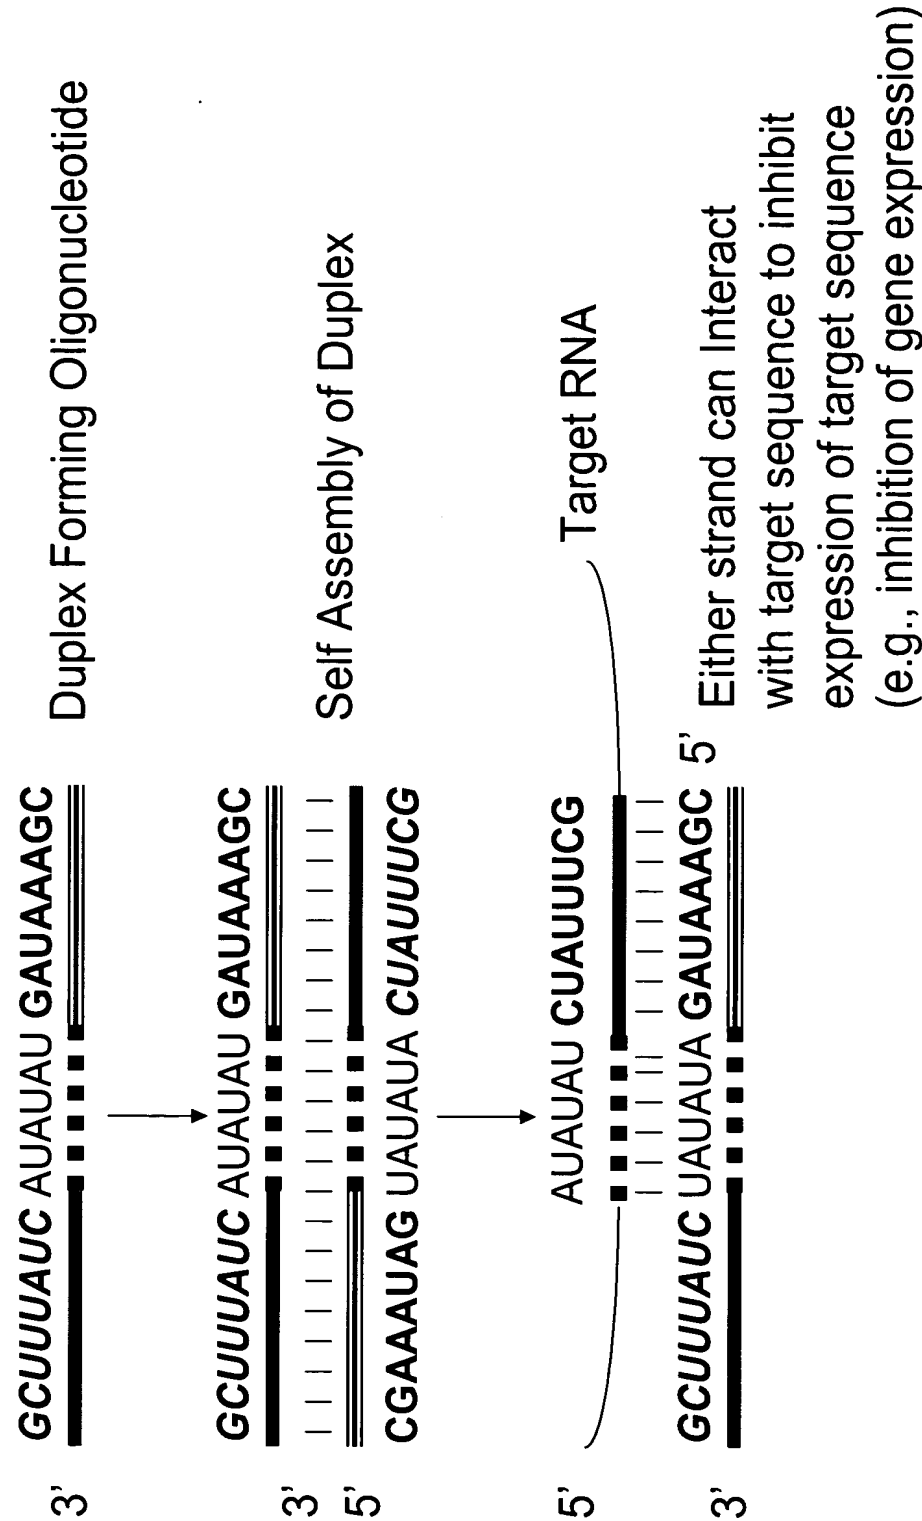 3' GCUUUAUC AUAUAU GAUAAAGC Duplex Forming Oligonucleotide
3' GCUUUAUC AUAUAU GAUAAAGC
Self Assembly of Duplex
5' CGAAAUAG UAUAUA CUAUUUCG
AUAUAU CUAUUUCG
5' Target RNA
3' GCUUUAUC UAUAUA GAUAAAGC 5'
Either strand can Interact
with target sequence to inhibit
expression of target sequence
(e.g., inhibition of gene expression)